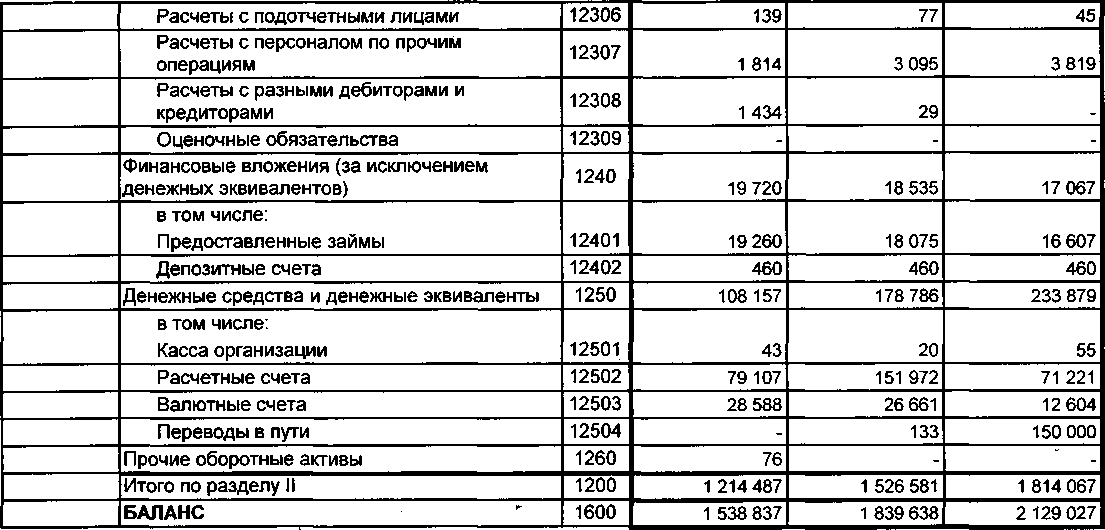 Расчеты с подотчетными лицами 12306 139 77 45
Расчеты с персоналом по прочим
операциям 12307 1 814 3 095 3 819
Расчеты с разными дебиторами и
кредиторами 12308 1 434 29 -
Оценочные обязательства 12309 - - -
Финансовые вложения (за исключением
денежных эквивалентов) 1240 19 720 18 535 17 067
в том числе:
Предоставленные займы 12401 19 260 18 075 16 607
Депозитные счета 12402 460 460 460
Денежные средства и денежные эквиваленты 1250 108 157 178 786 233 879
в том числе:
Касса организации 12501 43 20 55
Расчетные счета 12502 79 107 151 972 71 221
Валютные счета 12503 28 588 26 661 12 604
Переводы в пути 12504 - 133 150 000
Прочие оборотные активы 1260 76 - -
Итого по разделу II 1200 1 214 487 1 526 581 1 814 067
БАЛАНС 1600 1 538 837 1 839 638 2 129 027